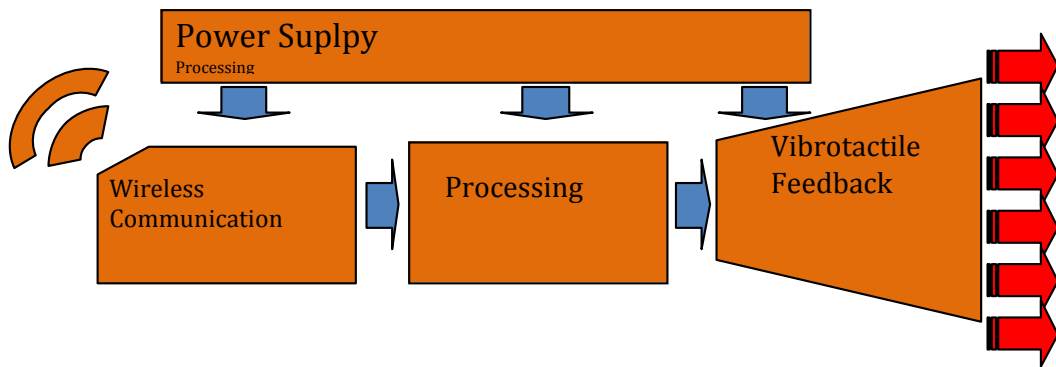 Power Suplpy
Processing
Wireless
Communication
Processing
Vibrotactile
Feedback